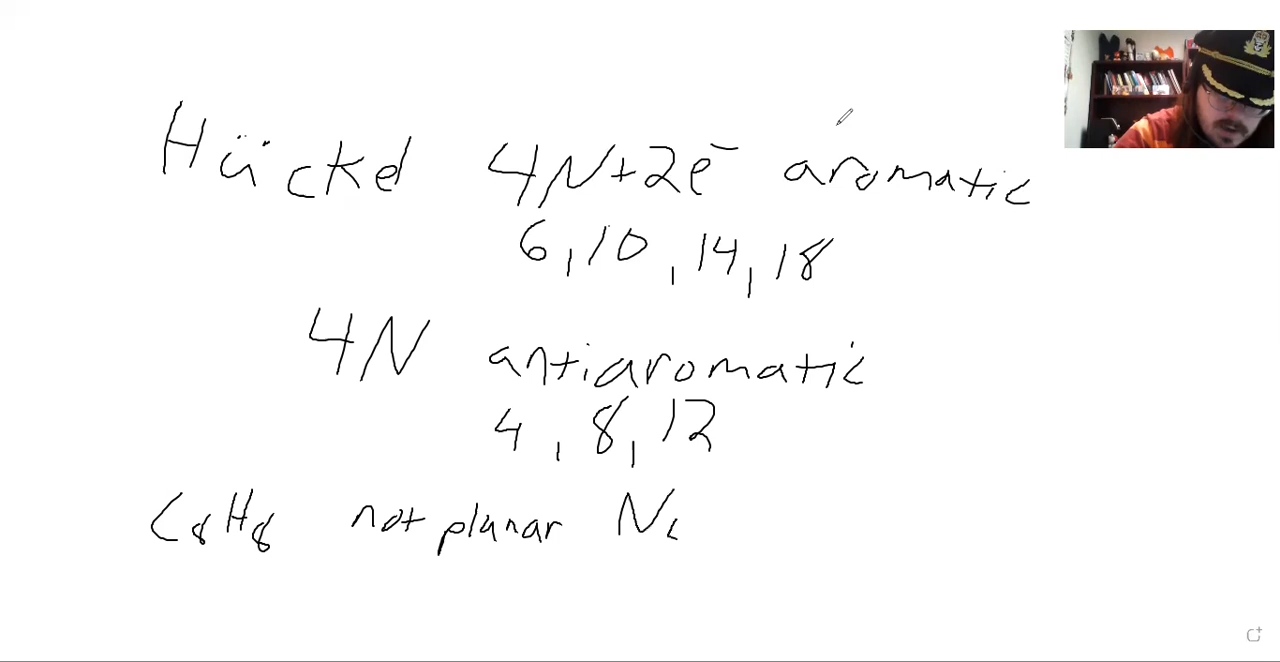 Hückel 4N+2e⁻ aromatic
6, 10, 14, 18
4N antiaromatic
4, 8, 12
C₈H₈ not planar